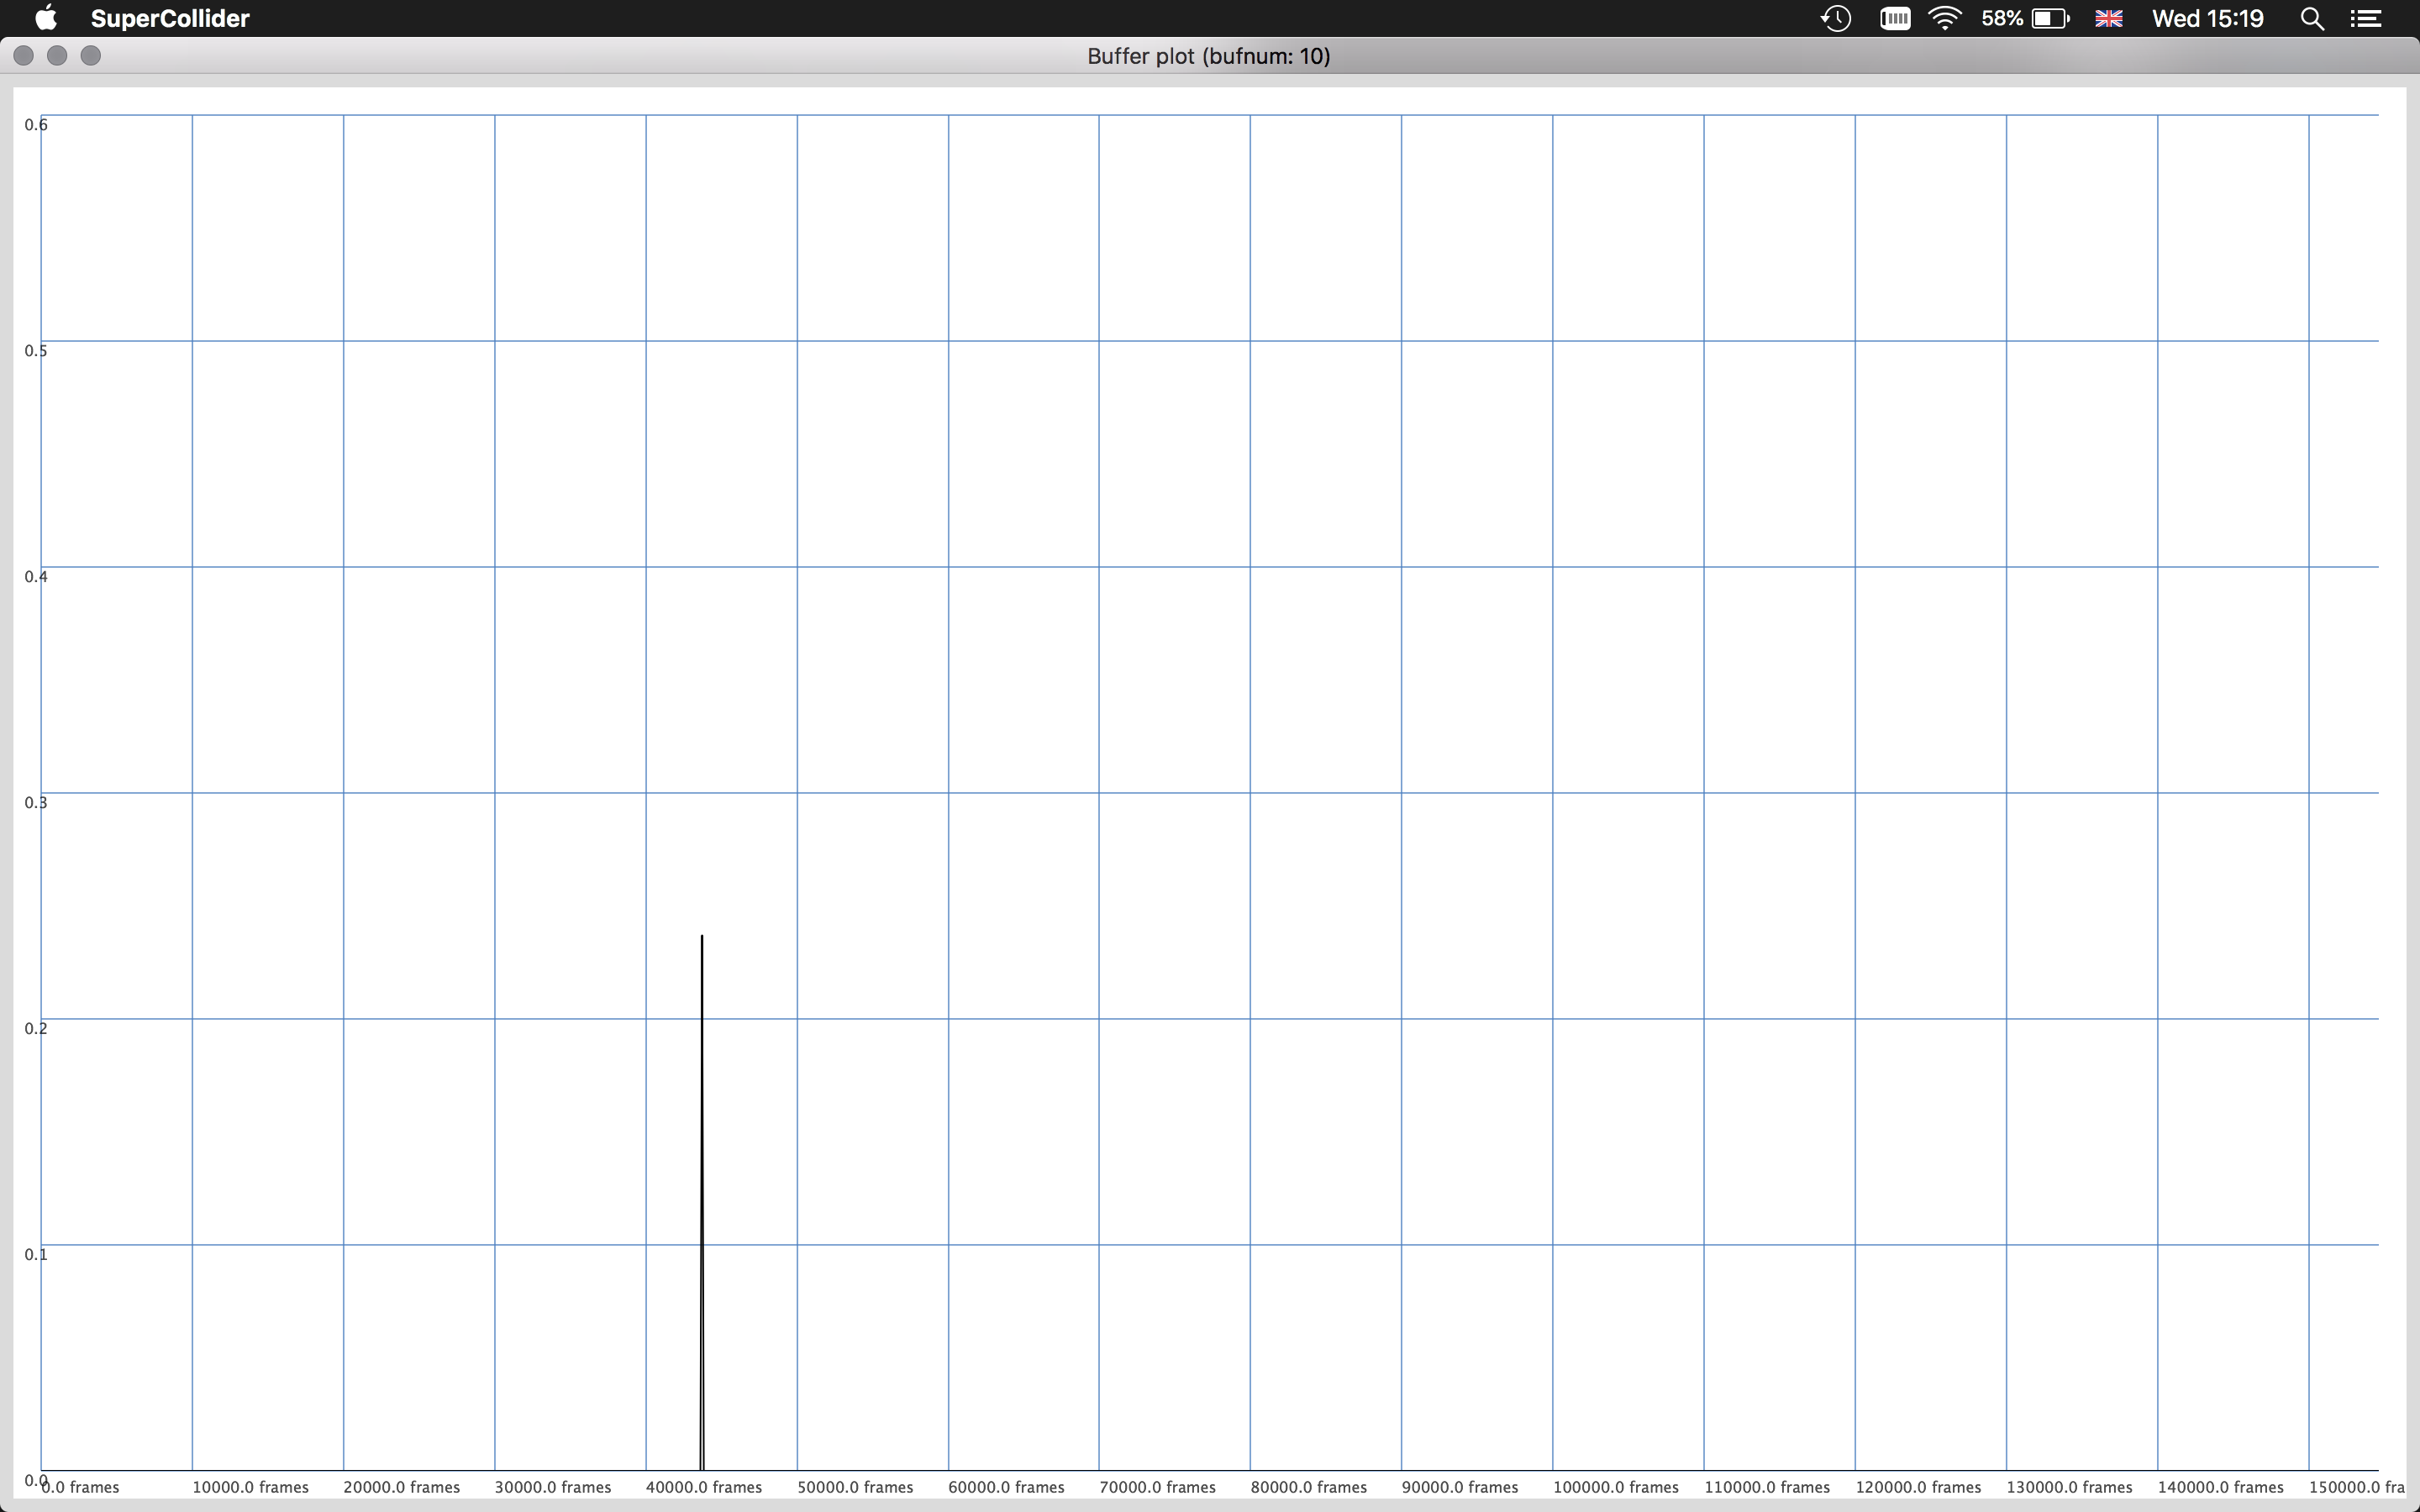 SuperCollider 58% Wed 15:19
Buffer plot (bufnum: 10)
0.6
0.5
0.4
0.3
0.2
0.1
0.0
0.0 frames 10000.0 frames 20000.0 frames 30000.0 frames 40000.0 frames 50000.0 frames 60000.0 frames 70000.0 frames 80000.0 frames 90000.0 frames 100000.0 frames 110000.0 frames 120000.0 frames 130000.0 frames 140000.0 frames 150000.0 fra